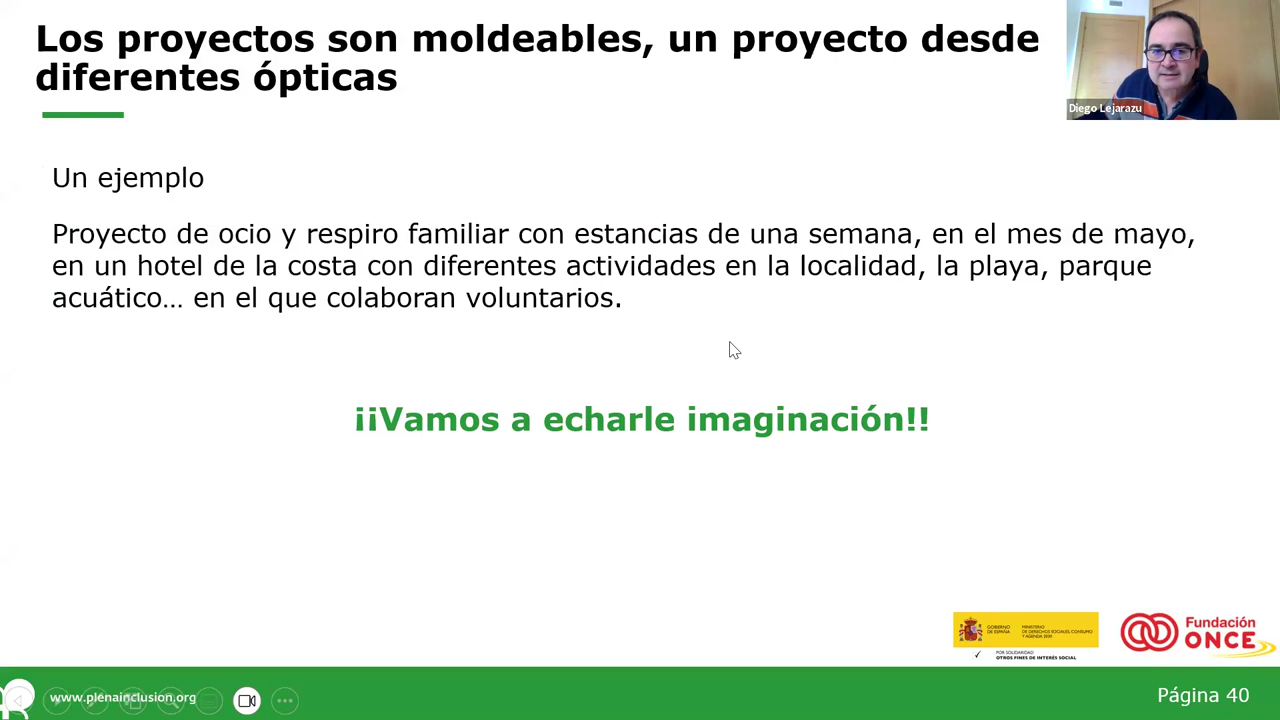 Los proyectos son moldeables, un proyecto desde
diferentes ópticas
Diego Lejarazu
Un ejemplo
Proyecto de ocio y respiro familiar con estancias de una semana, en el mes de mayo,
en un hotel de la costa con diferentes actividades en la localidad, la playa, parque
acuático… en el que colaboran voluntarios.
¡¡Vamos a echarle imaginación!!
GOBIERNO
DE ESPAÑA
MINISTERIO
DE DERECHOS SOCIALES, CONSUMO
Y AGENDA 2030
POR SOLIDARIDAD
OTROS FINES DE INTERÉS SOCIAL
Fundación
ONCE
www.plenainclusion.org
Página 40